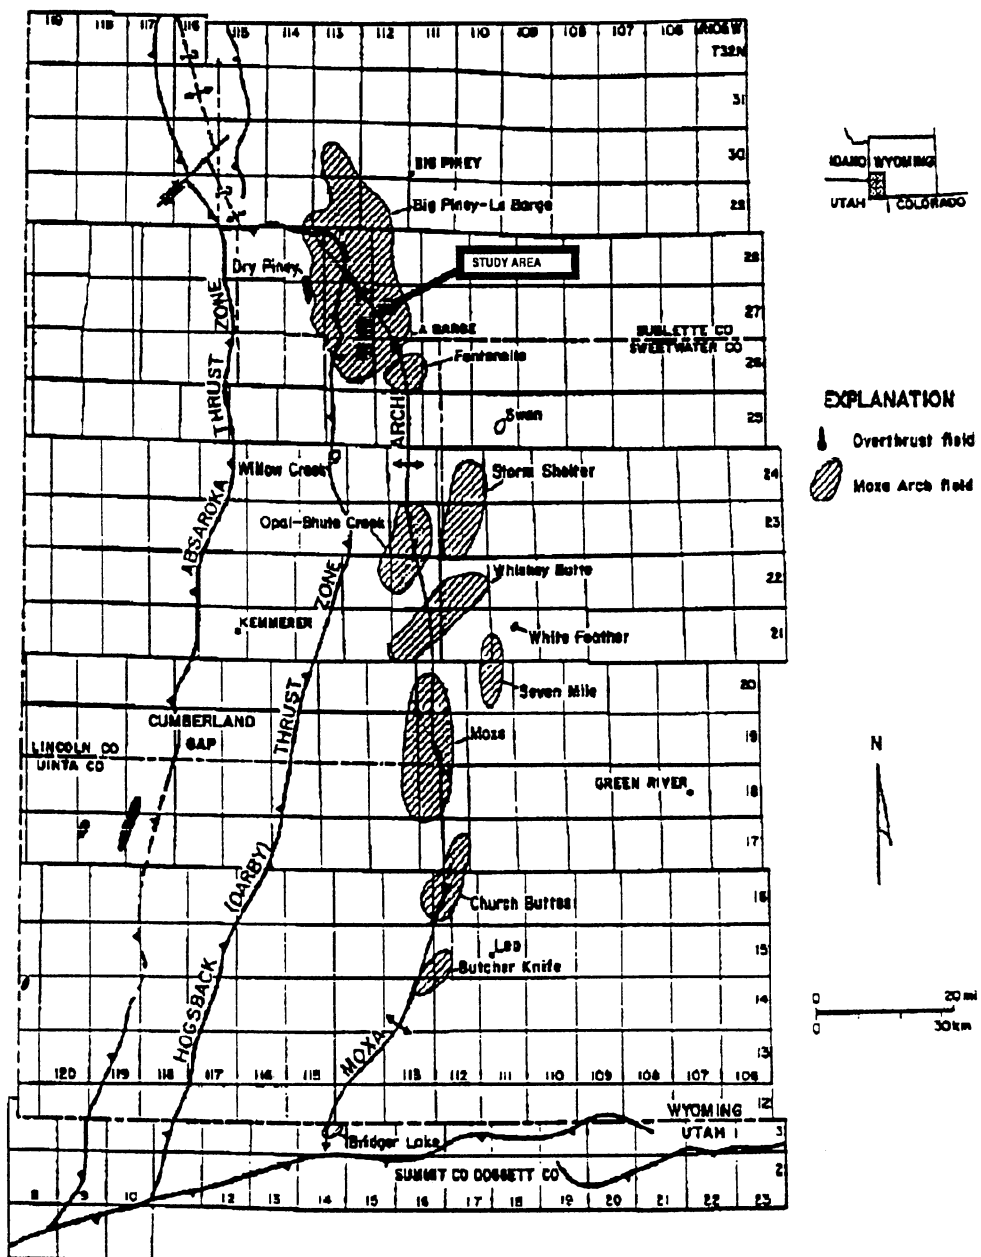 119 118 117 116 115 114 113 112 111 110 109 108 107 106 R106W
T32N
31
30
BIG PINEY
IDAHO WYOMING
29
Big Piney-La Barge
UTAH COLORADO
28
Dry Piney
STUDY AREA
27
ZONE
LA BARGE
SUBLETTE CO
SWEETWATER CO
26
Fontenelle
THRUST
ARCH
25
Swan
EXPLANATION
Overthrust field
Moxa Arch field
Willow Creek
24
Storm Shelter
ABSAROKA
Opal-Bhute Creek
23
ZONE
22
Whiskey Butte
KEMMERER
21
White Feather
20
Seven Mile
THRUST
CUMBERLAND
GAP
19
Moxa
LINCOLN CO
UINTA CO
N
GREEN RIVER
18
17
(DARBY)
16
Church Buttes
15
Lea
Butcher Knife
14
HOGSBACK
MOXA
0 20 mi
0 30 km
13
120 119 118 117 116 115 113 112 111 110 109 108 107 106
12
WYOMING
UTAH
3
Bridger Lake
2
SUMMIT CO DOGGETT CO
8 9 10 12 13 14 15 16 17 18 19 20 21 22 23